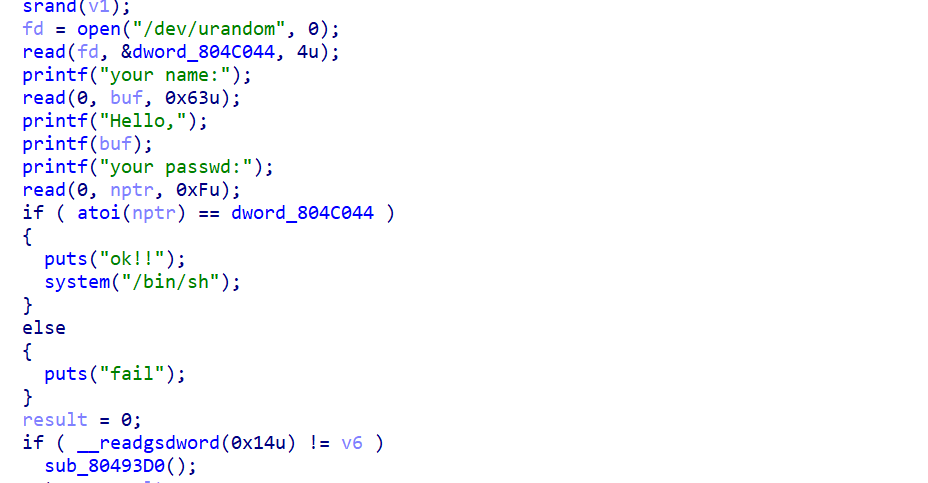 srand(v1);
fd = open("/dev/urandom", 0);
read(fd, &dword_804C044, 4u);
printf("your name:");
read(0, buf, 0x63u);
printf("Hello,");
printf(buf);
printf("your passwd:");
read(0, nptr, 0xFu);
if ( atoi(nptr) == dword_804C044 )
{
  puts("ok!!");
  system("/bin/sh");
}
else
{
  puts("fail");
}
result = 0;
if ( __readgsdword(0x14u) != v6 )
  sub_80493D0();